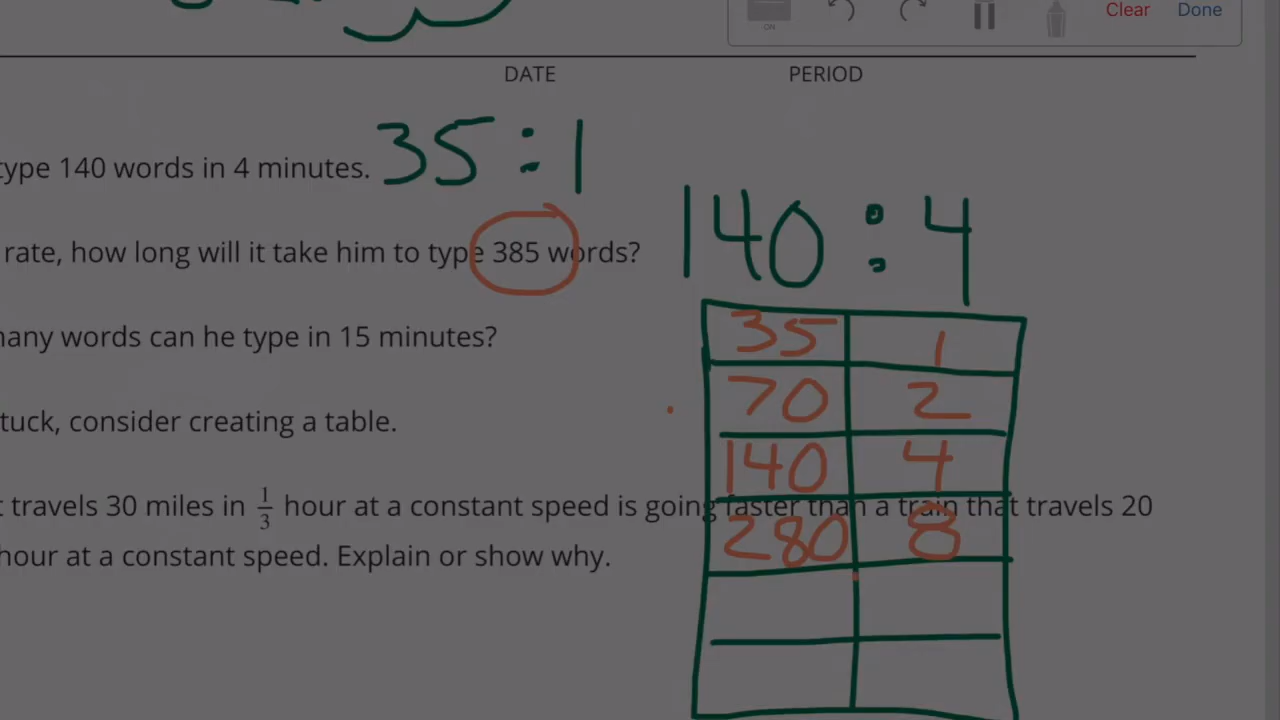 ON Clear Done
DATE PERIOD
type 140 words in 4 minutes. 35:1
140:4
rate, how long will it take him to type 385 words?
many words can he type in 15 minutes?
35 1
70 2
tuck, consider creating a table.
140 4
t travels 30 miles in 1/3 hour at a constant speed is going faster than a train that travels 20
280 8
hour at a constant speed. Explain or show why.